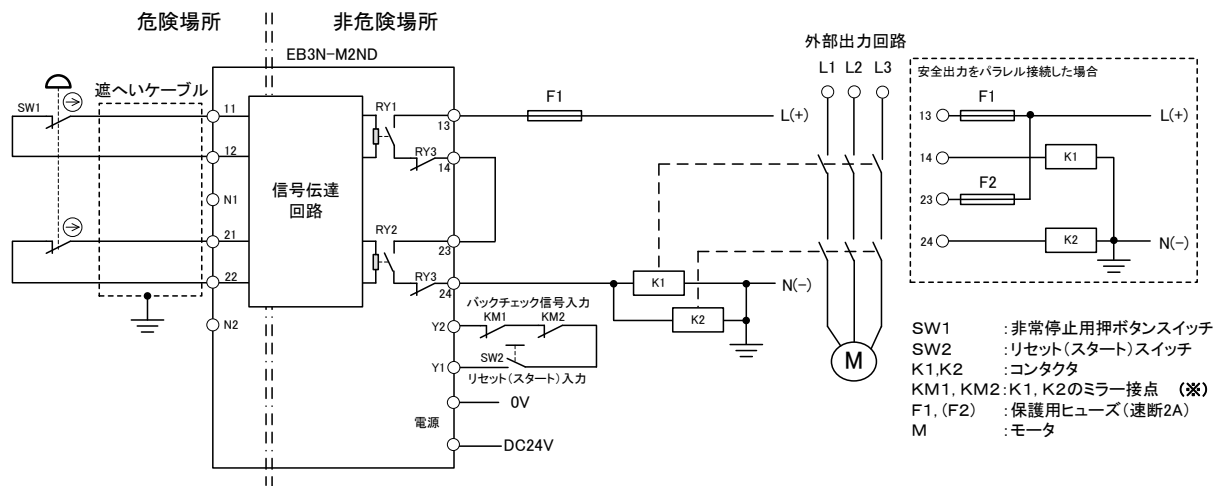 危険場所
非危険場所
EB3N-M2ND
遮へいケーブル
SW1
11
12
N1
21
22
N2
信号伝達
回路
RY1
RY3
13
14
RY2
RY3
23
24
F1
L(+)
K1
K2
N(-)
バックチェック信号入力
KM1
KM2
Y2
SW2
Y1
リセット(スタート)入力
0V
電源
DC24V
外部出力回路
L1 L2 L3
M
安全出力をパラレル接続した場合
13
F1
L(+)
14
K1
23
F2
24
K2
N(-)
SW1 :非常停止用押ボタンスイッチ
SW2 :リセット(スタート)スイッチ
K1,K2 :コンタクタ
KM1, KM2:K1, K2のミラー接点 (※)
F1, (F2) :保護用ヒューズ(速断2A)
M :モータ